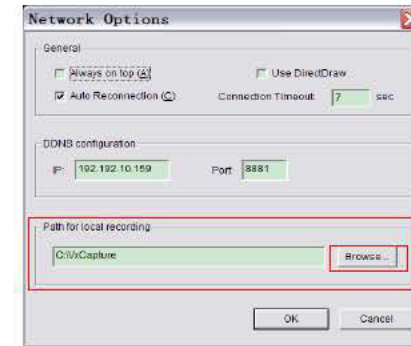 Network Options
General
Always on top (A)
Use DirectDraw
Auto Reconnection (C)
Connection Timeout: 7 sec
DDNS configuration
IP: 192.192.10.159 Port 8881
Path for local recording
C:\VxCapture Browse...
OK Cancel